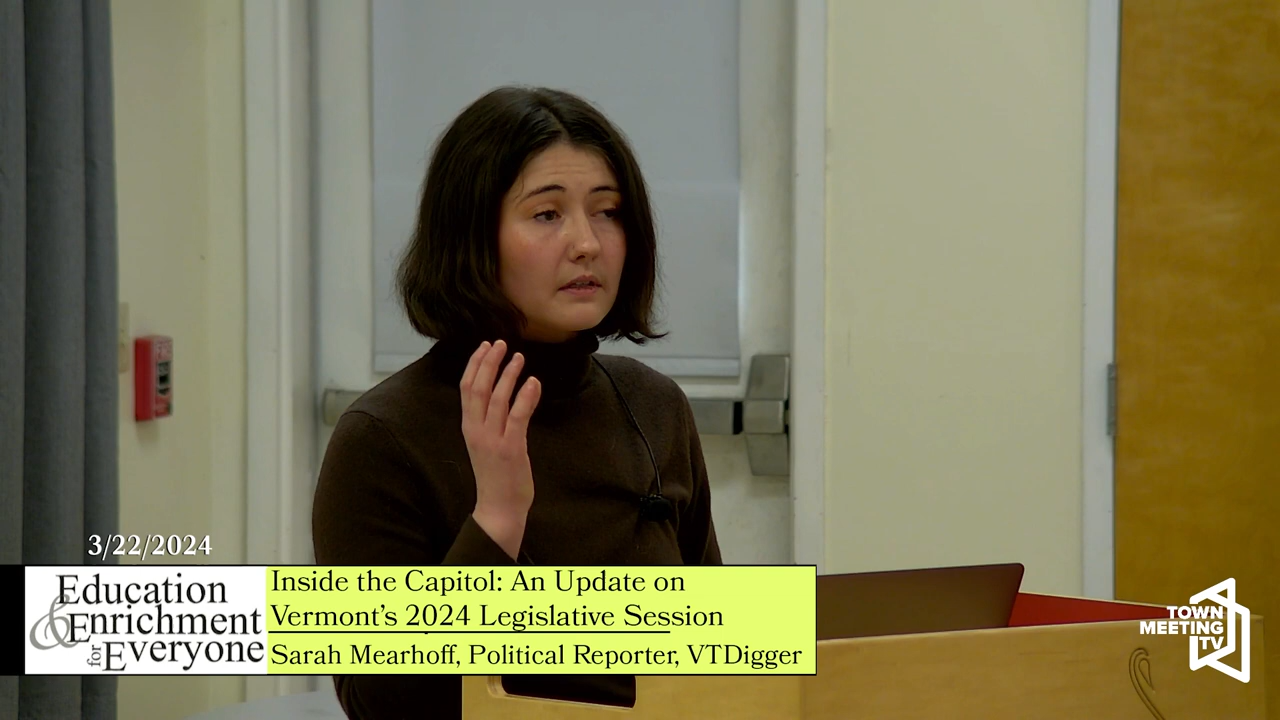 3/22/2024
Education
& Enrichment
for Everyone
Inside the Capitol: An Update on
Vermont's 2024 Legislative Session
Sarah Mearhoff, Political Reporter, VTDigger
TOWN
MEETING
TV